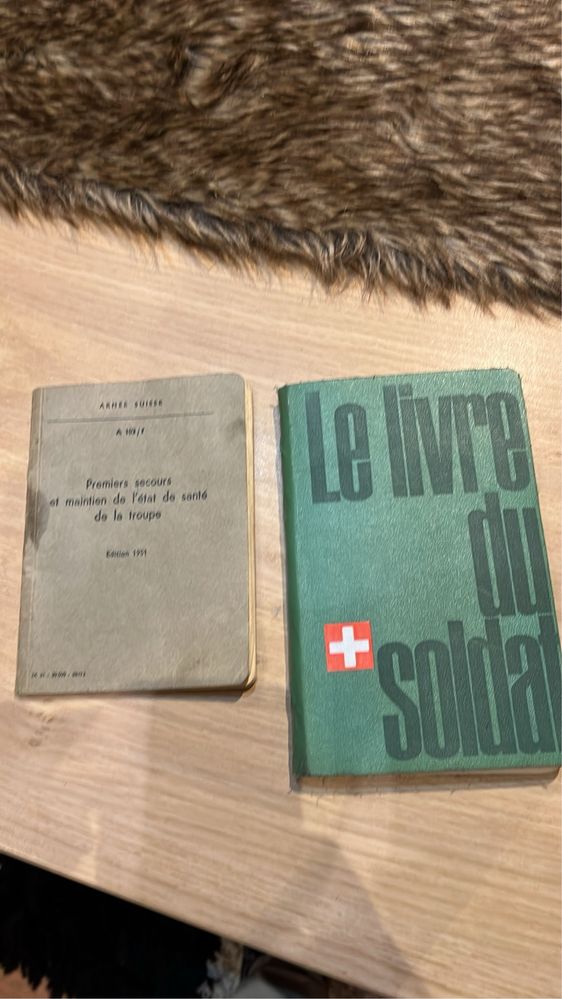 ARMÉE SUISSE
A 103/f
Premiers secours
et maintien de l'état de santé
de la troupe
Edition 1951
Le livre
du
soldat